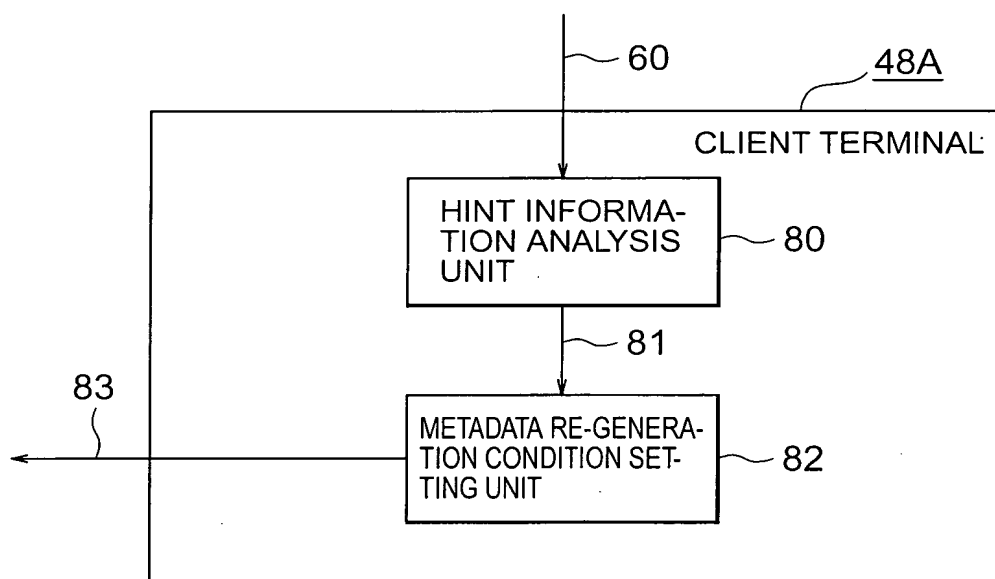 60
48A
CLIENT TERMINAL
HINT INFORMA-
TION ANALYSIS
UNIT
80
81
83
METADATA RE-GENERA-
TION CONDITION SET-
TING UNIT
82